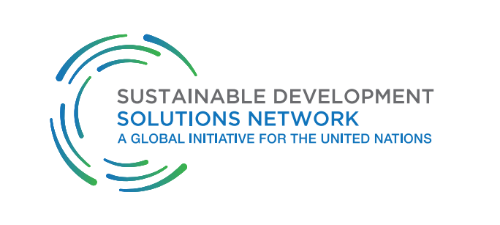 SUSTAINABLE DEVELOPMENT
SOLUTIONS NETWORK
A GLOBAL INITIATIVE FOR THE UNITED NATIONS